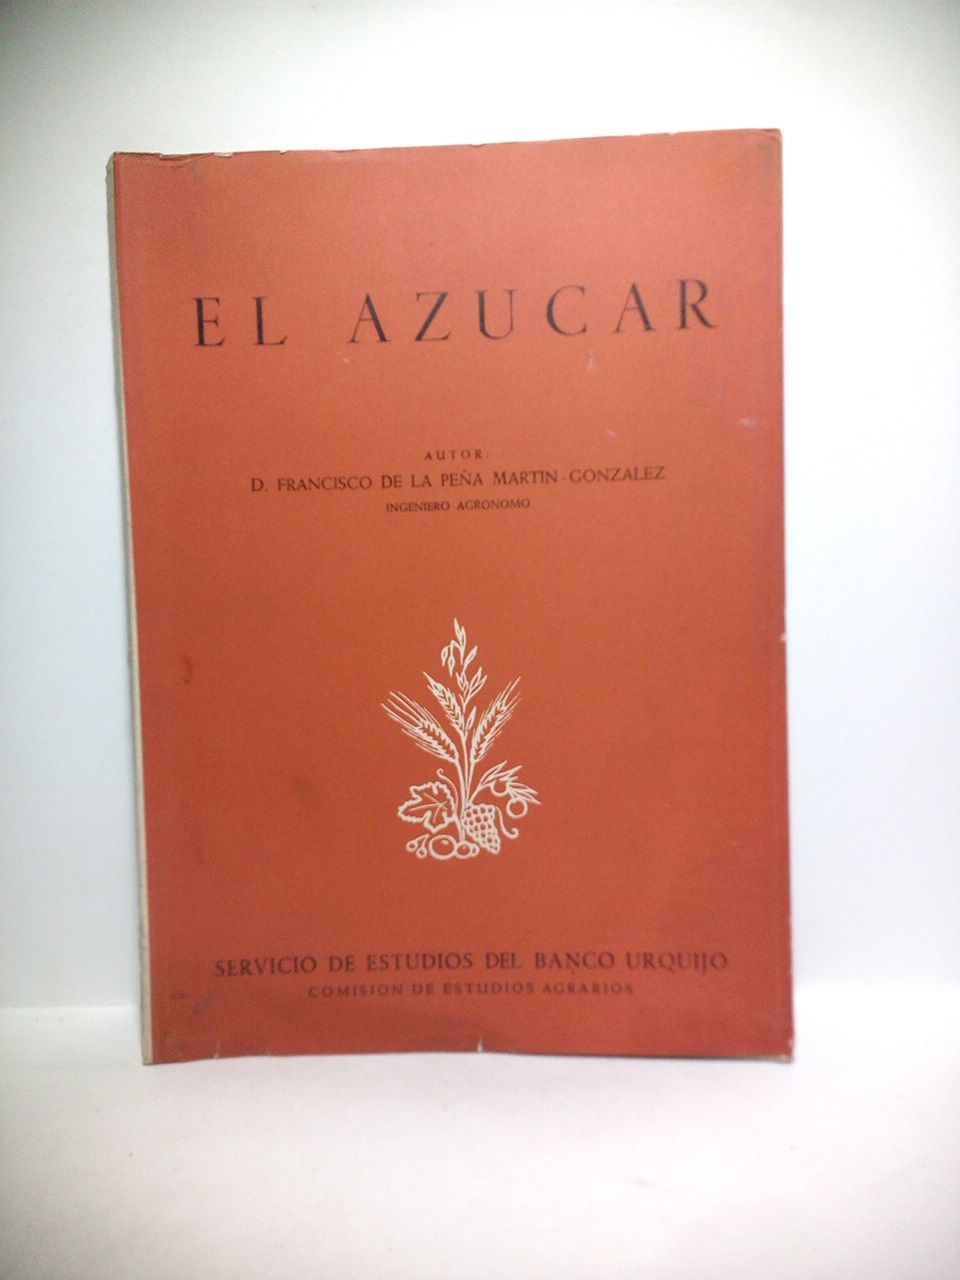 EL AZUCAR
AUTOR:
D. FRANCISCO DE LA PEÑA MARTIN-GONZALEZ
INGENIERO AGRONOMO
SERVICIO DE ESTUDIOS DEL BANCO URQUIJO
COMISION DE ESTUDIOS AGRARIOS